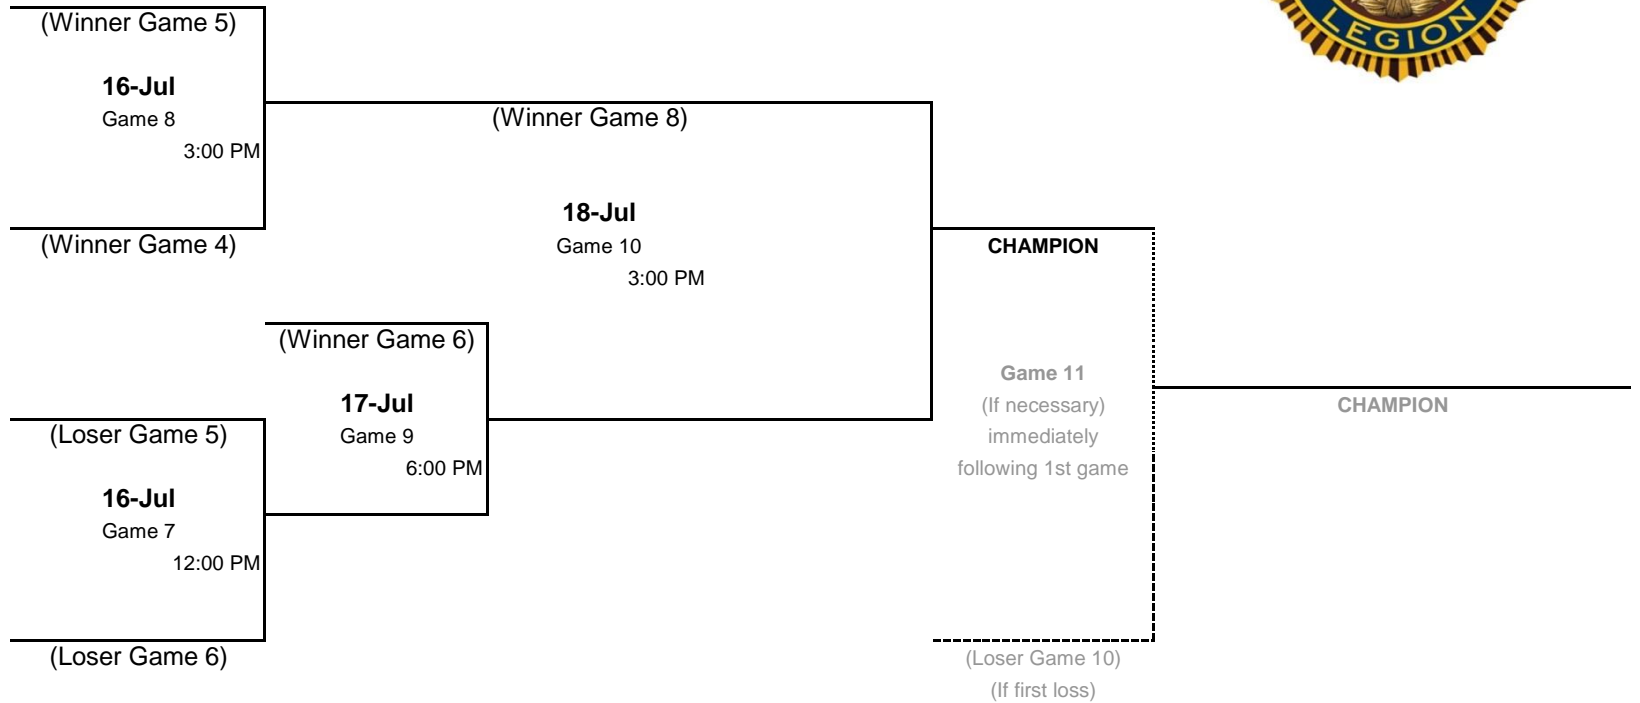 LEGION
(Winner Game 5)
16-Jul
Game 8
3:00 PM
(Winner Game 4)
(Winner Game 8)
18-Jul
Game 10
3:00 PM
CHAMPION
(Winner Game 6)
17-Jul
Game 9
6:00 PM
(Loser Game 5)
16-Jul
Game 7
12:00 PM
(Loser Game 6)
Game 11
(If necessary)
immediately
following 1st game
CHAMPION
(Loser Game 10)
(If first loss)